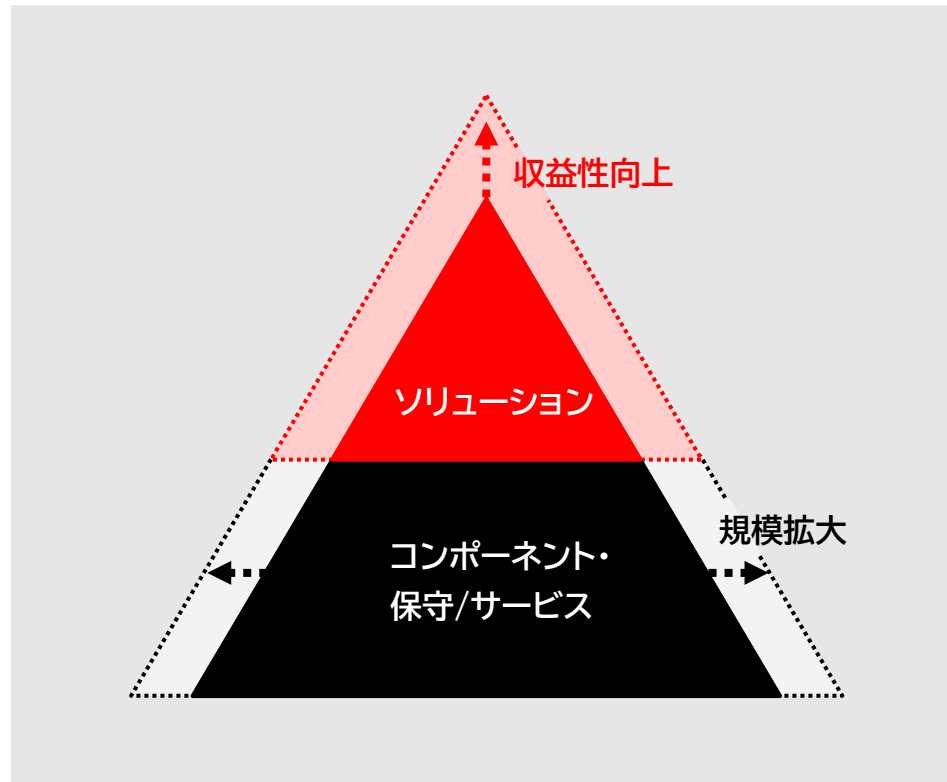 収益性向上
ソリューション
規模拡大
コンポーネント・
保守/サービス